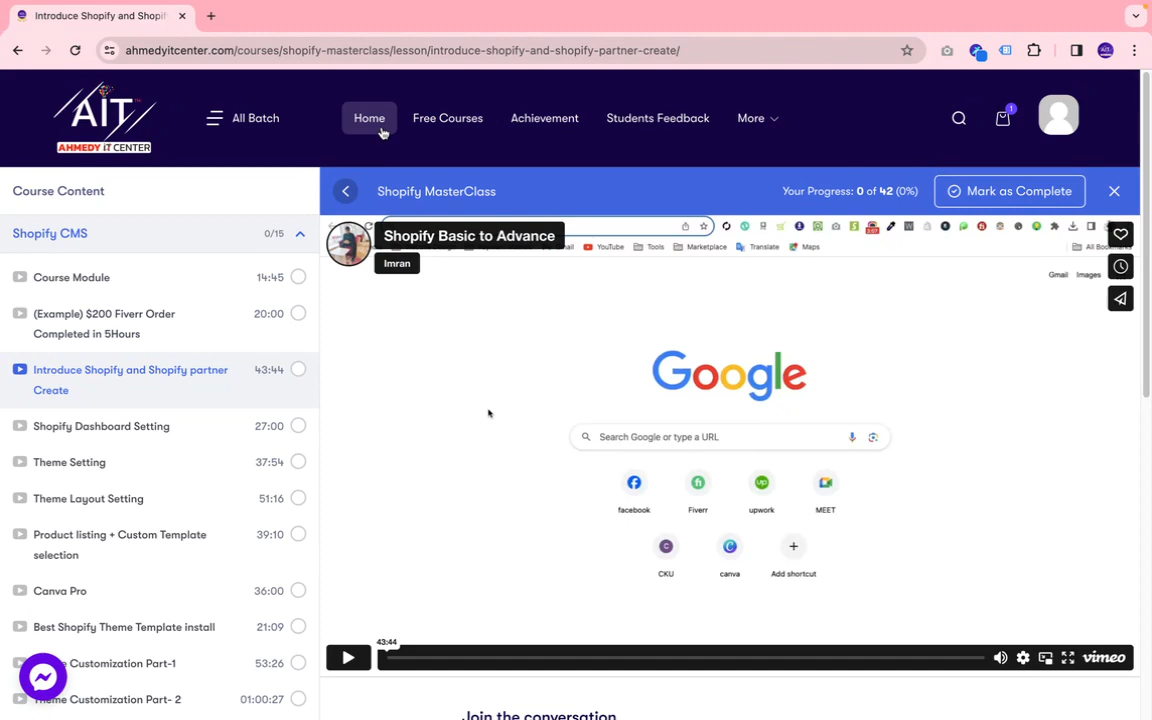 Introduce Shopify and Shopif
ahmedyitcenter.com/courses/shopify-masterclass/lesson/introduce-shopify-and-shopify-partner-create/
AIT
AHMEDY IT CENTER
All Batch
Home
Free Courses
Achievement
Students Feedback
More
1
Course Content
Shopify MasterClass
Your Progress: 0 of 42 (0%)
Mark as Complete
Shopify CMS
0/15
Course Module
14:45
(Example) $200 Fiverr Order
Completed in 5Hours
20:00
Introduce Shopify and Shopify partner
Create
43:44
Shopify Dashboard Setting
27:00
Theme Setting
37:54
Theme Layout Setting
51:16
Product listing + Custom Template
selection
39:10
Canva Pro
36:00
Best Shopify Theme Template install
21:09
Customization Part-1
53:26
Theme Customization Part- 2
01:00:27
Shopify Basic to Advance
Imran
YouTube
Tools
Marketplace
Translate
Maps
All Bookmarks
Gmail
Images
Google
Search Google or type a URL
facebook
Fiverr
upwork
MEET
CKU
canva
Add shortcut
43:44
vimeo
Join the conversation